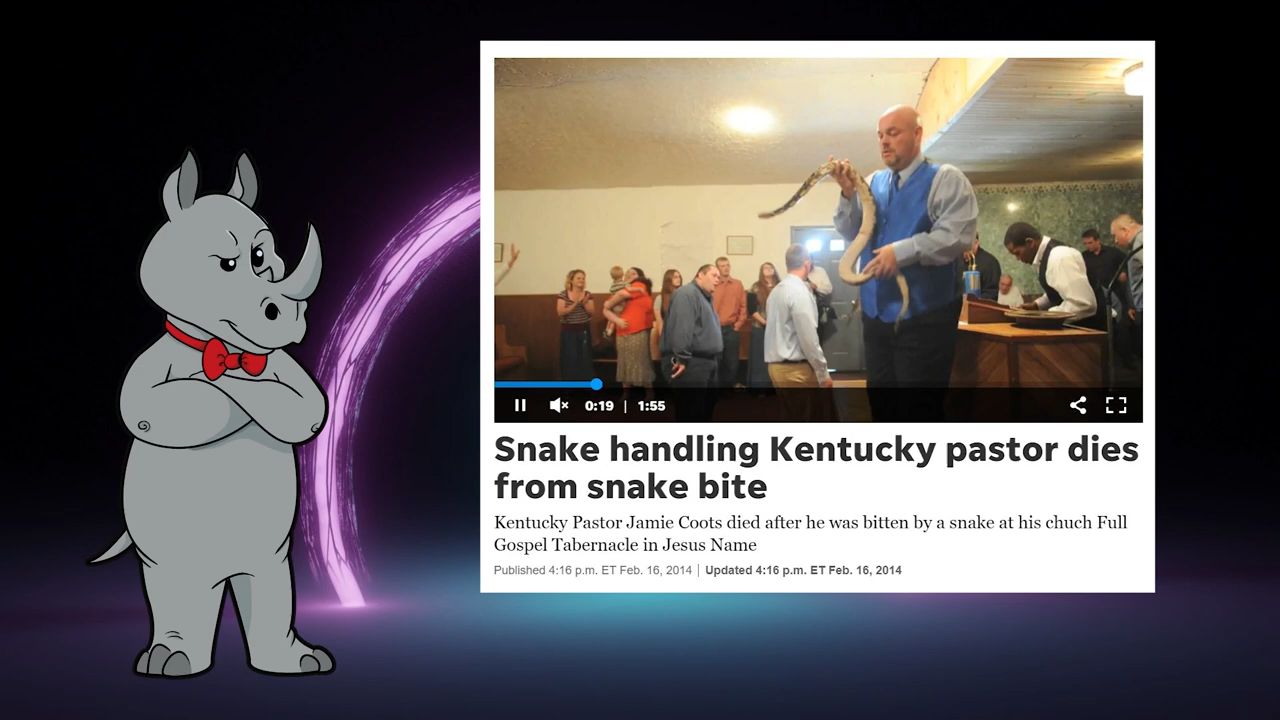 0:19 | 1:55
Snake handling Kentucky pastor dies
from snake bite
Kentucky Pastor Jamie Coots died after he was bitten by a snake at his chuch Full
Gospel Tabernacle in Jesus Name
Published 4:16 p.m. ET Feb. 16, 2014 | Updated 4:16 p.m. ET Feb. 16, 2014